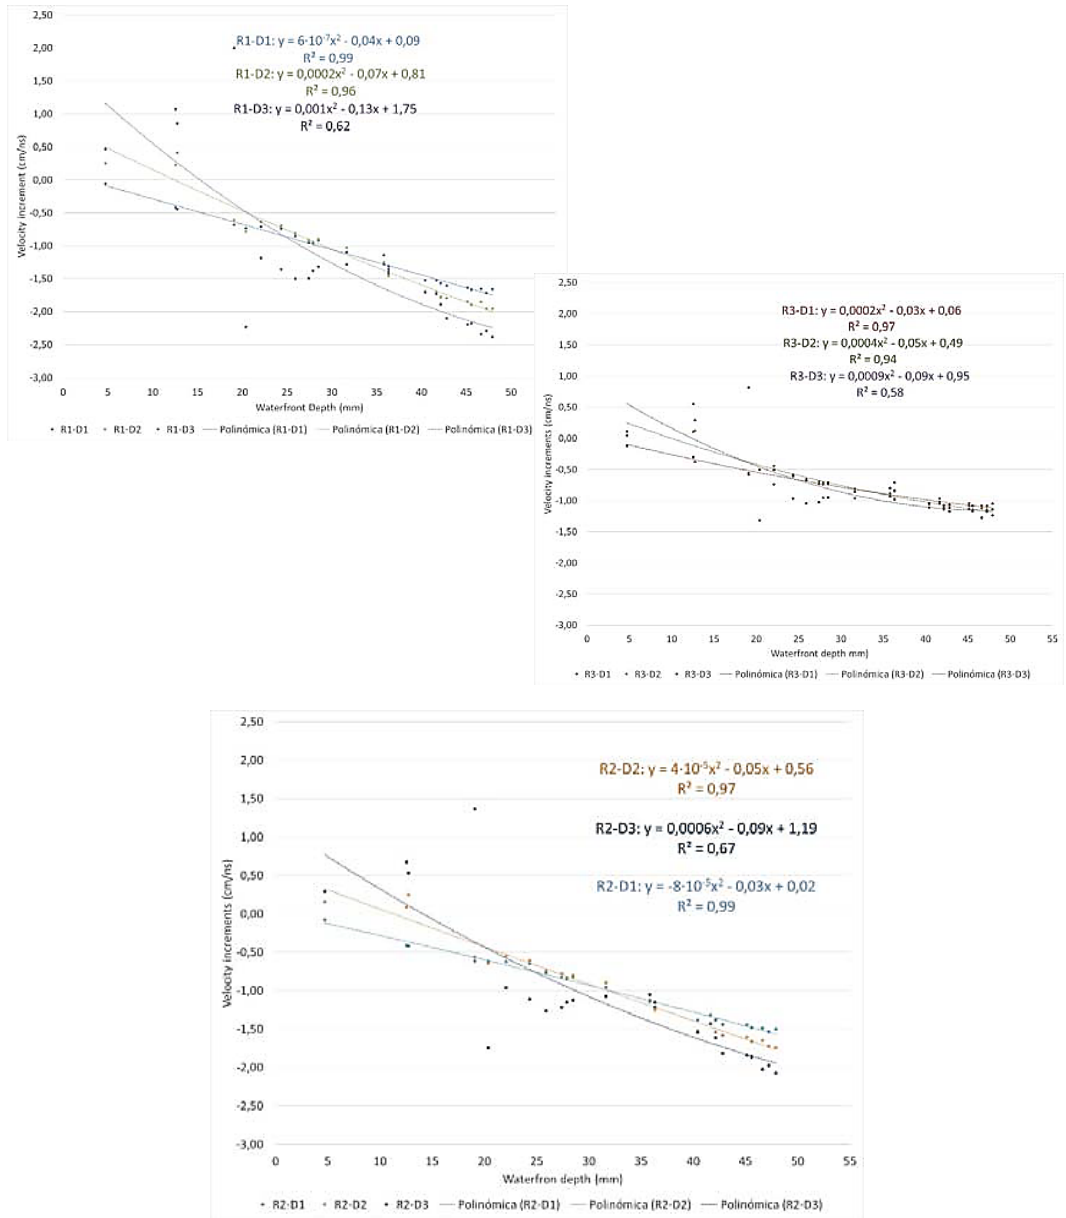 2,50
2,00
1,50
1,00
0,50
0,00
-0,50
-1,00
-1,50
-2,00
-2,50
-3,00
Velocity increment (cm/ns)
R1-D1: y = 6·10⁻⁷x² - 0,04x + 0,09
R² = 0,99
R1-D2: y = 0,0002x² - 0,07x + 0,81
R² = 0,96
R1-D3: y = 0,001x² - 0,13x + 1,75
R² = 0,62
0 5 10 15 20 25 30 35 40 45 50
Waterfront Depth (mm)
R1-D1 R1-D2 R1-D3 Polinómica (R1-D1) Polinómica (R1-D2) Polinómica (R1-D3)
2,50
2,00
1,50
1,00
0,50
0,00
-0,50
-1,00
-1,50
-2,00
-2,50
-3,00
Velocity increments (cm/ns)
R3-D1: y = 0,0002x² - 0,03x + 0,06
R² = 0,97
R3-D2: y = 0,0004x² - 0,05x + 0,49
R² = 0,94
R3-D3: y = 0,0009x² - 0,09x + 0,95
R² = 0,58
0 5 10 15 20 25 30 35 40 45 50 55
Waterfront depth mm)
R3-D1 R3-D2 R3-D3 Polinómica (R3-D1) Polinómica (R3-D2) Polinómica (R3-D3)
2,50
2,00
1,50
1,00
0,50
0,00
-0,50
-1,00
-1,50
-2,00
-2,50
-3,00
Velocity increments (cm/ns)
R2-D2: y = 4·10⁻⁵x² - 0,05x + 0,56
R² = 0,97
R2-D3: y = 0,0006x² - 0,09x + 1,19
R² = 0,67
R2-D1: y = -8·10⁻⁵x² - 0,03x + 0,02
R² = 0,99
0 5 10 15 20 25 30 35 40 45 50 55
Waterfron depth (mm)
R2-D1 R2-D2 R2-D3 Polinómica (R2-D1) Polinómica (R2-D2) Polinómica (R2-D3)